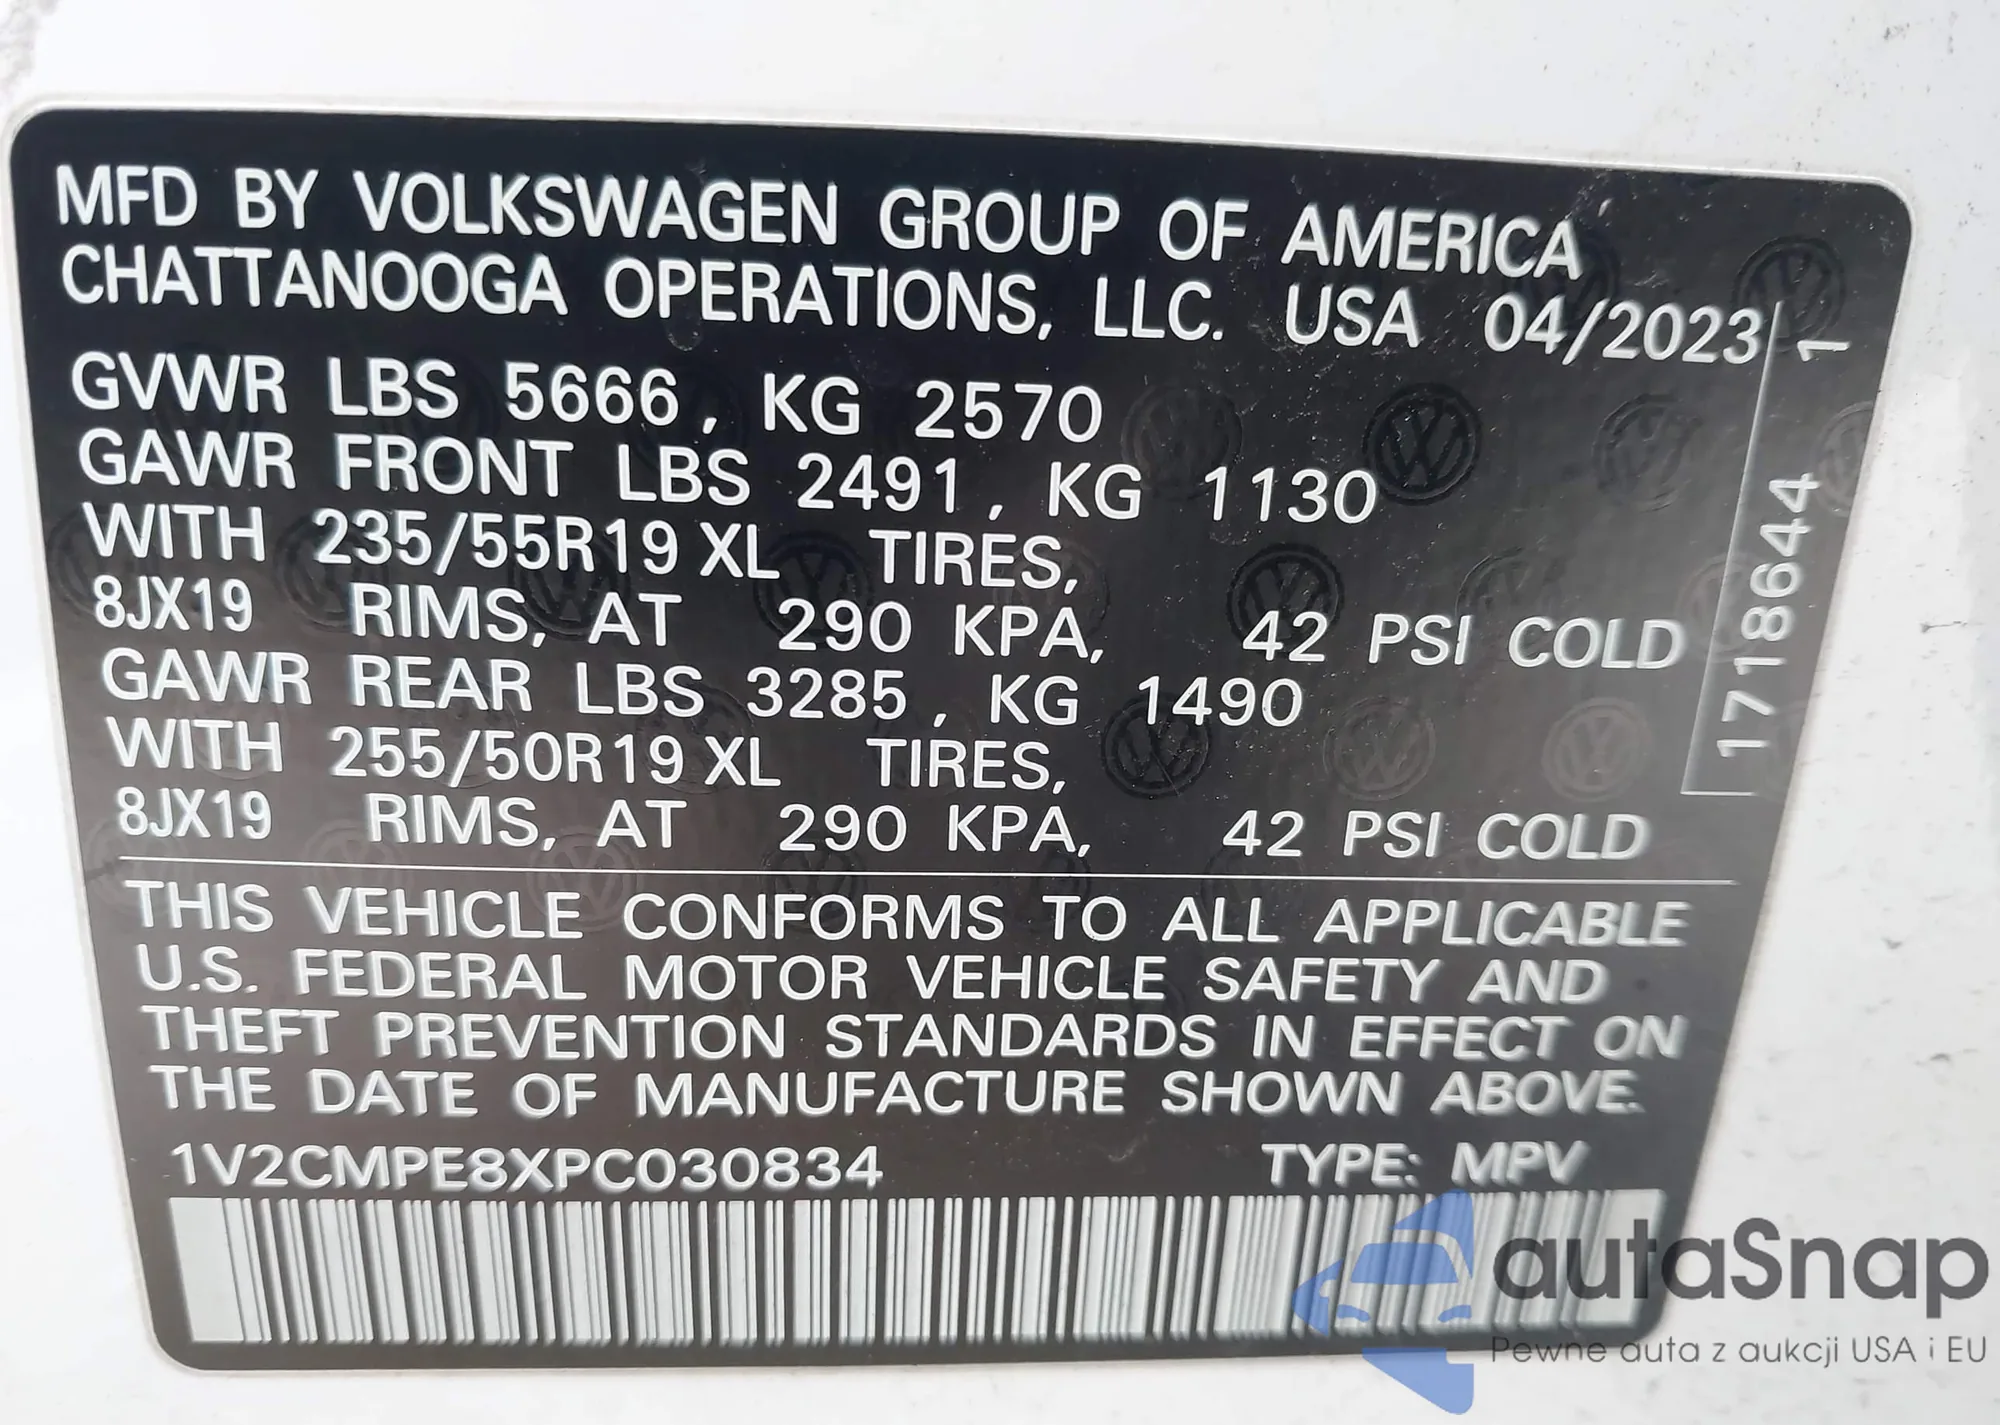 MFD BY VOLKSWAGEN GROUP OF AMERICA
CHATTANOOGA OPERATIONS, LLC. USA 04/2023
GVWR LBS 5666, KG 2570
GAWR FRONT LBS 2491, KG 1130
WITH 235/55R19 XL TIRES,
8JX19 RIMS, AT 290 KPA, 42 PSI COLD
GAWR REAR LBS 3285, KG 1490
WITH 255/50R19 XL TIRES,
8JX19 RIMS, AT 290 KPA, 42 PSI COLD
1718644 1
THIS VEHICLE CONFORMS TO ALL APPLICABLE
U.S. FEDERAL MOTOR VEHICLE SAFETY AND
THEFT PREVENTION STANDARDS IN EFFECT ON
THE DATE OF MANUFACTURE SHOWN ABOVE.
1V2CMPE8XPC030834 TYPE: MPV
autaSnap
Pewne auta z aukcji USA i EU